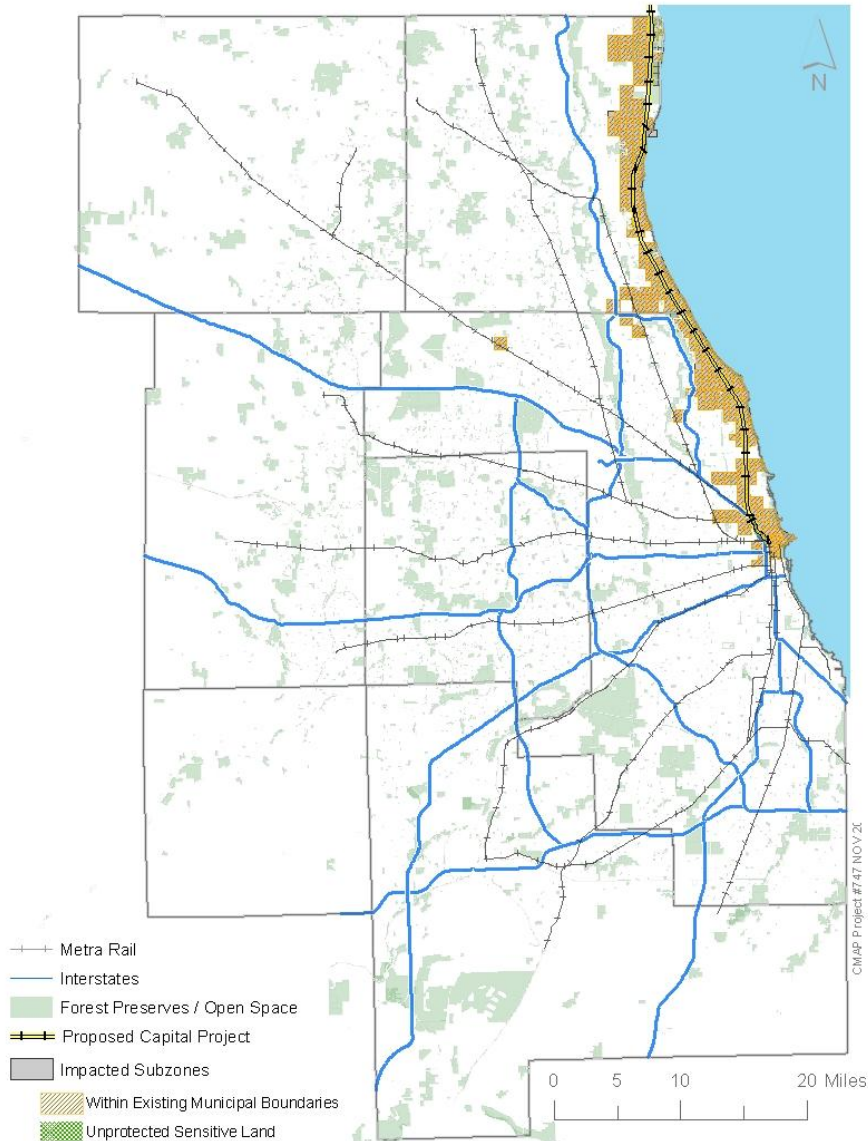 N
CMAP Project #747 NOV 20
Metra Rail
Interstates
Forest Preserves / Open Space
Proposed Capital Project
Impacted Subzones
Within Existing Municipal Boundaries
Unprotected Sensitive Land
0 5 10 20 Miles